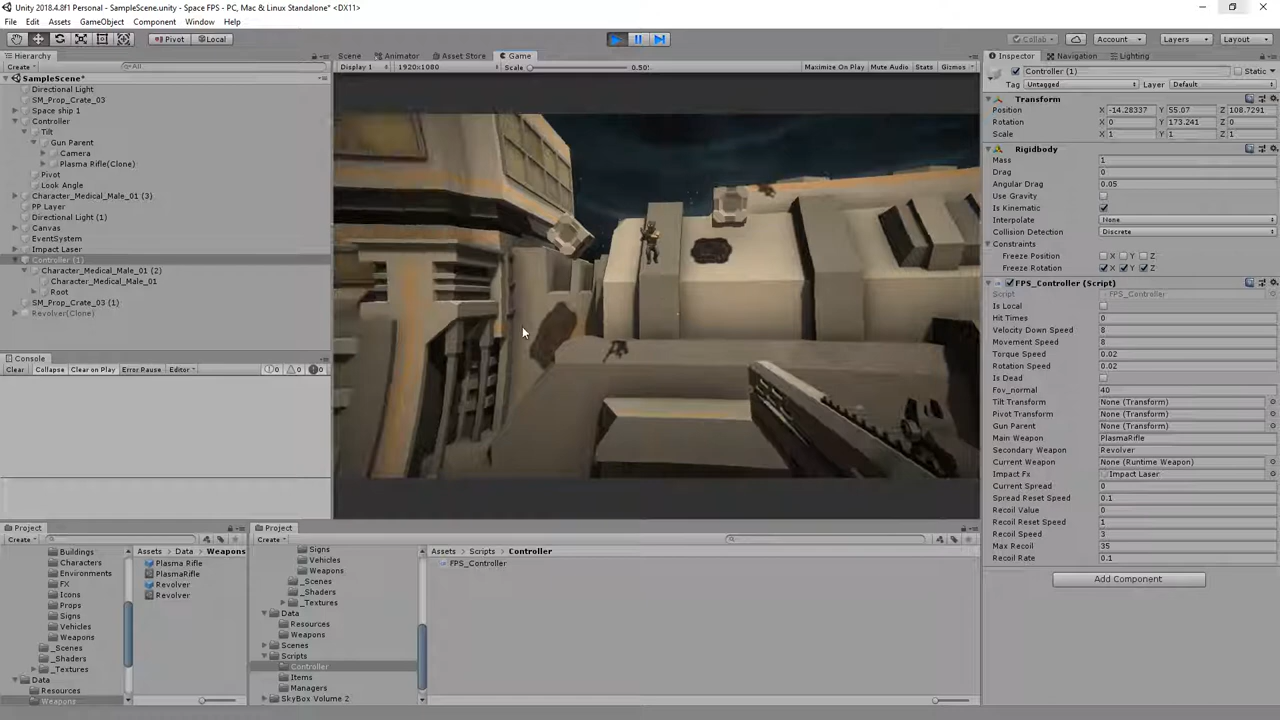 Unity 2018.4.8f1 Personal - SampleScene.unity - Space FPS - PC, Mac & Linux Standalone* <DX11>
File Edit Assets GameObject Component Window Help
Pivot Local Collab Account Layers Layout
Hierarchy
Create All
SampleScene*
Directional Light
SM_Prop_Crate_03
Space ship 1
Controller
Tilt
Gun Parent
Camera
Plasma Rifle(Clone)
Pivot
Look Angle
Character_Medical_Male_01 (3)
PP Layer
Directional Light (1)
Canvas
EventSystem
Impact Laser
Controller (1)
Character_Medical_Male_01 (2)
Character_Medical_Male_01
Root
SM_Prop_Crate_03 (1)
Revolver(Clone)
Console
Clear Collapse Clear on Play Error Pause Editor 0 0 0
Scene Animator Asset Store Game
Display 1 1920x1080 Scale 0.50: Maximize On Play Mute Audio Stats Gizmos
Inspector Navigation Lighting
Controller (1) Static
Tag Untagged Layer Default
Transform
Position X -14.28337 Y 55.07 Z 108.7291
Rotation X 0 Y 173.241 Z 0
Scale X 1 Y 1 Z 1
Rigidbody
Mass 1
Drag 0
Angular Drag 0.05
Use Gravity
Is Kinematic
Interpolate None
Collision Detection Discrete
Constraints
Freeze Position X Y Z
Freeze Rotation X Y Z
FPS_Controller (Script)
Script FPS_Controller
Is Local
Hit Times 0
Velocity Down Speed 8
Movement Speed 8
Torque Speed 0.02
Rotation Speed 0.02
Is Dead
Fov_normal 40
Tilt Transform None (Transform)
Pivot Transform None (Transform)
Gun Parent None (Transform)
Main Weapon PlasmaRifle
Secondary Weapon Revolver
Current Weapon None (Runtime Weapon)
Impact Fx Impact Laser
Current Spread 0
Spread Reset Speed 0.1
Recoil Value 0
Recoil Reset Speed 1
Recoil Speed 3
Max Recoil 35
Recoil Rate 0.1
Add Component
Project
Create
Buildings
Characters
Environments
FX
Icons
Props
Signs
Vehicles
Weapons
_Scenes
_Shaders
_Textures
Data
Resources
Weapons
Assets Data Weapons
Plasma Rifle
PlasmaRifle
Revolver
Revolver
Project
Create
Signs
Vehicles
Weapons
_Scenes
_Shaders
_Textures
Data
Resources
Weapons
Scenes
Scripts
Controller
Items
Managers
SkyBox Volume 2
Assets Scripts Controller
FPS_Controller